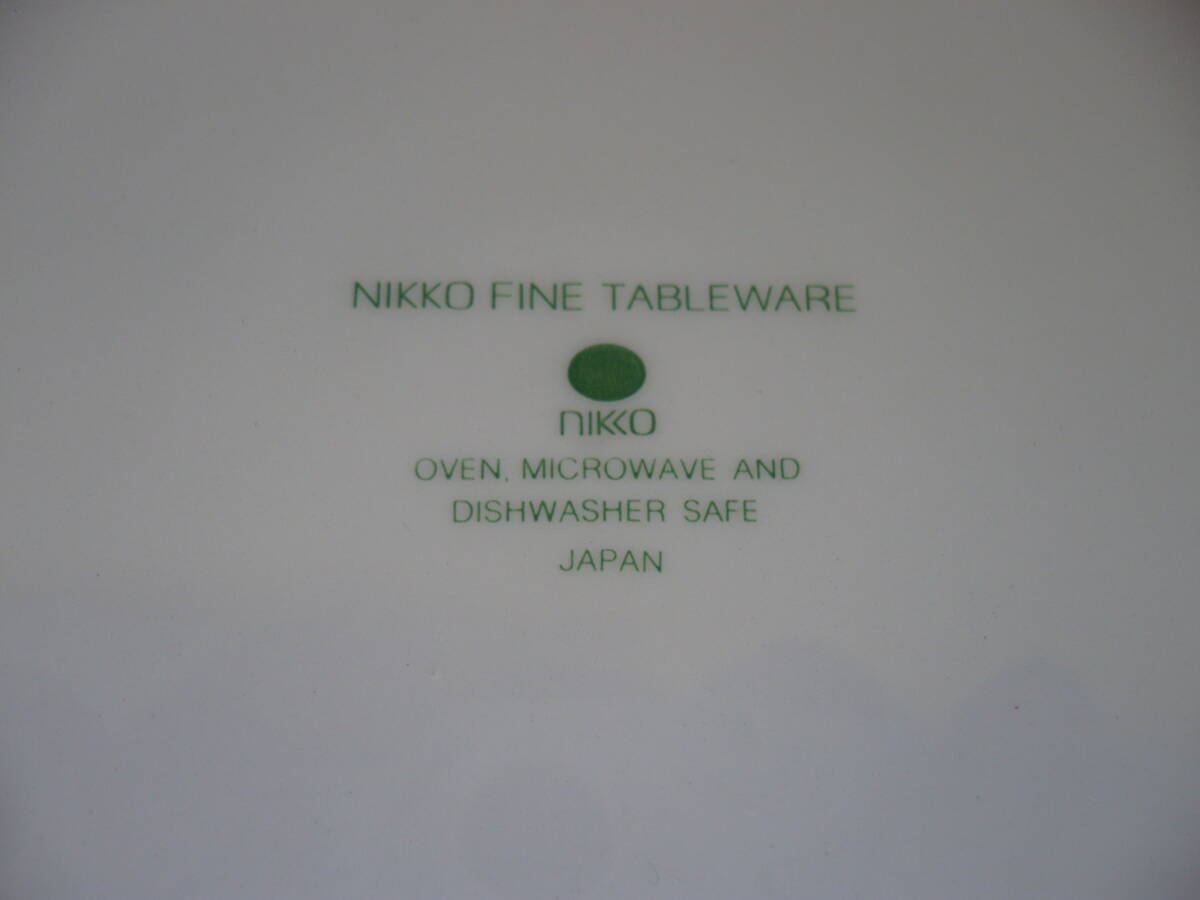 NIKKO FINE TABLEWARE
NIKKO
OVEN, MICROWAVE AND
DISHWASHER SAFE
JAPAN